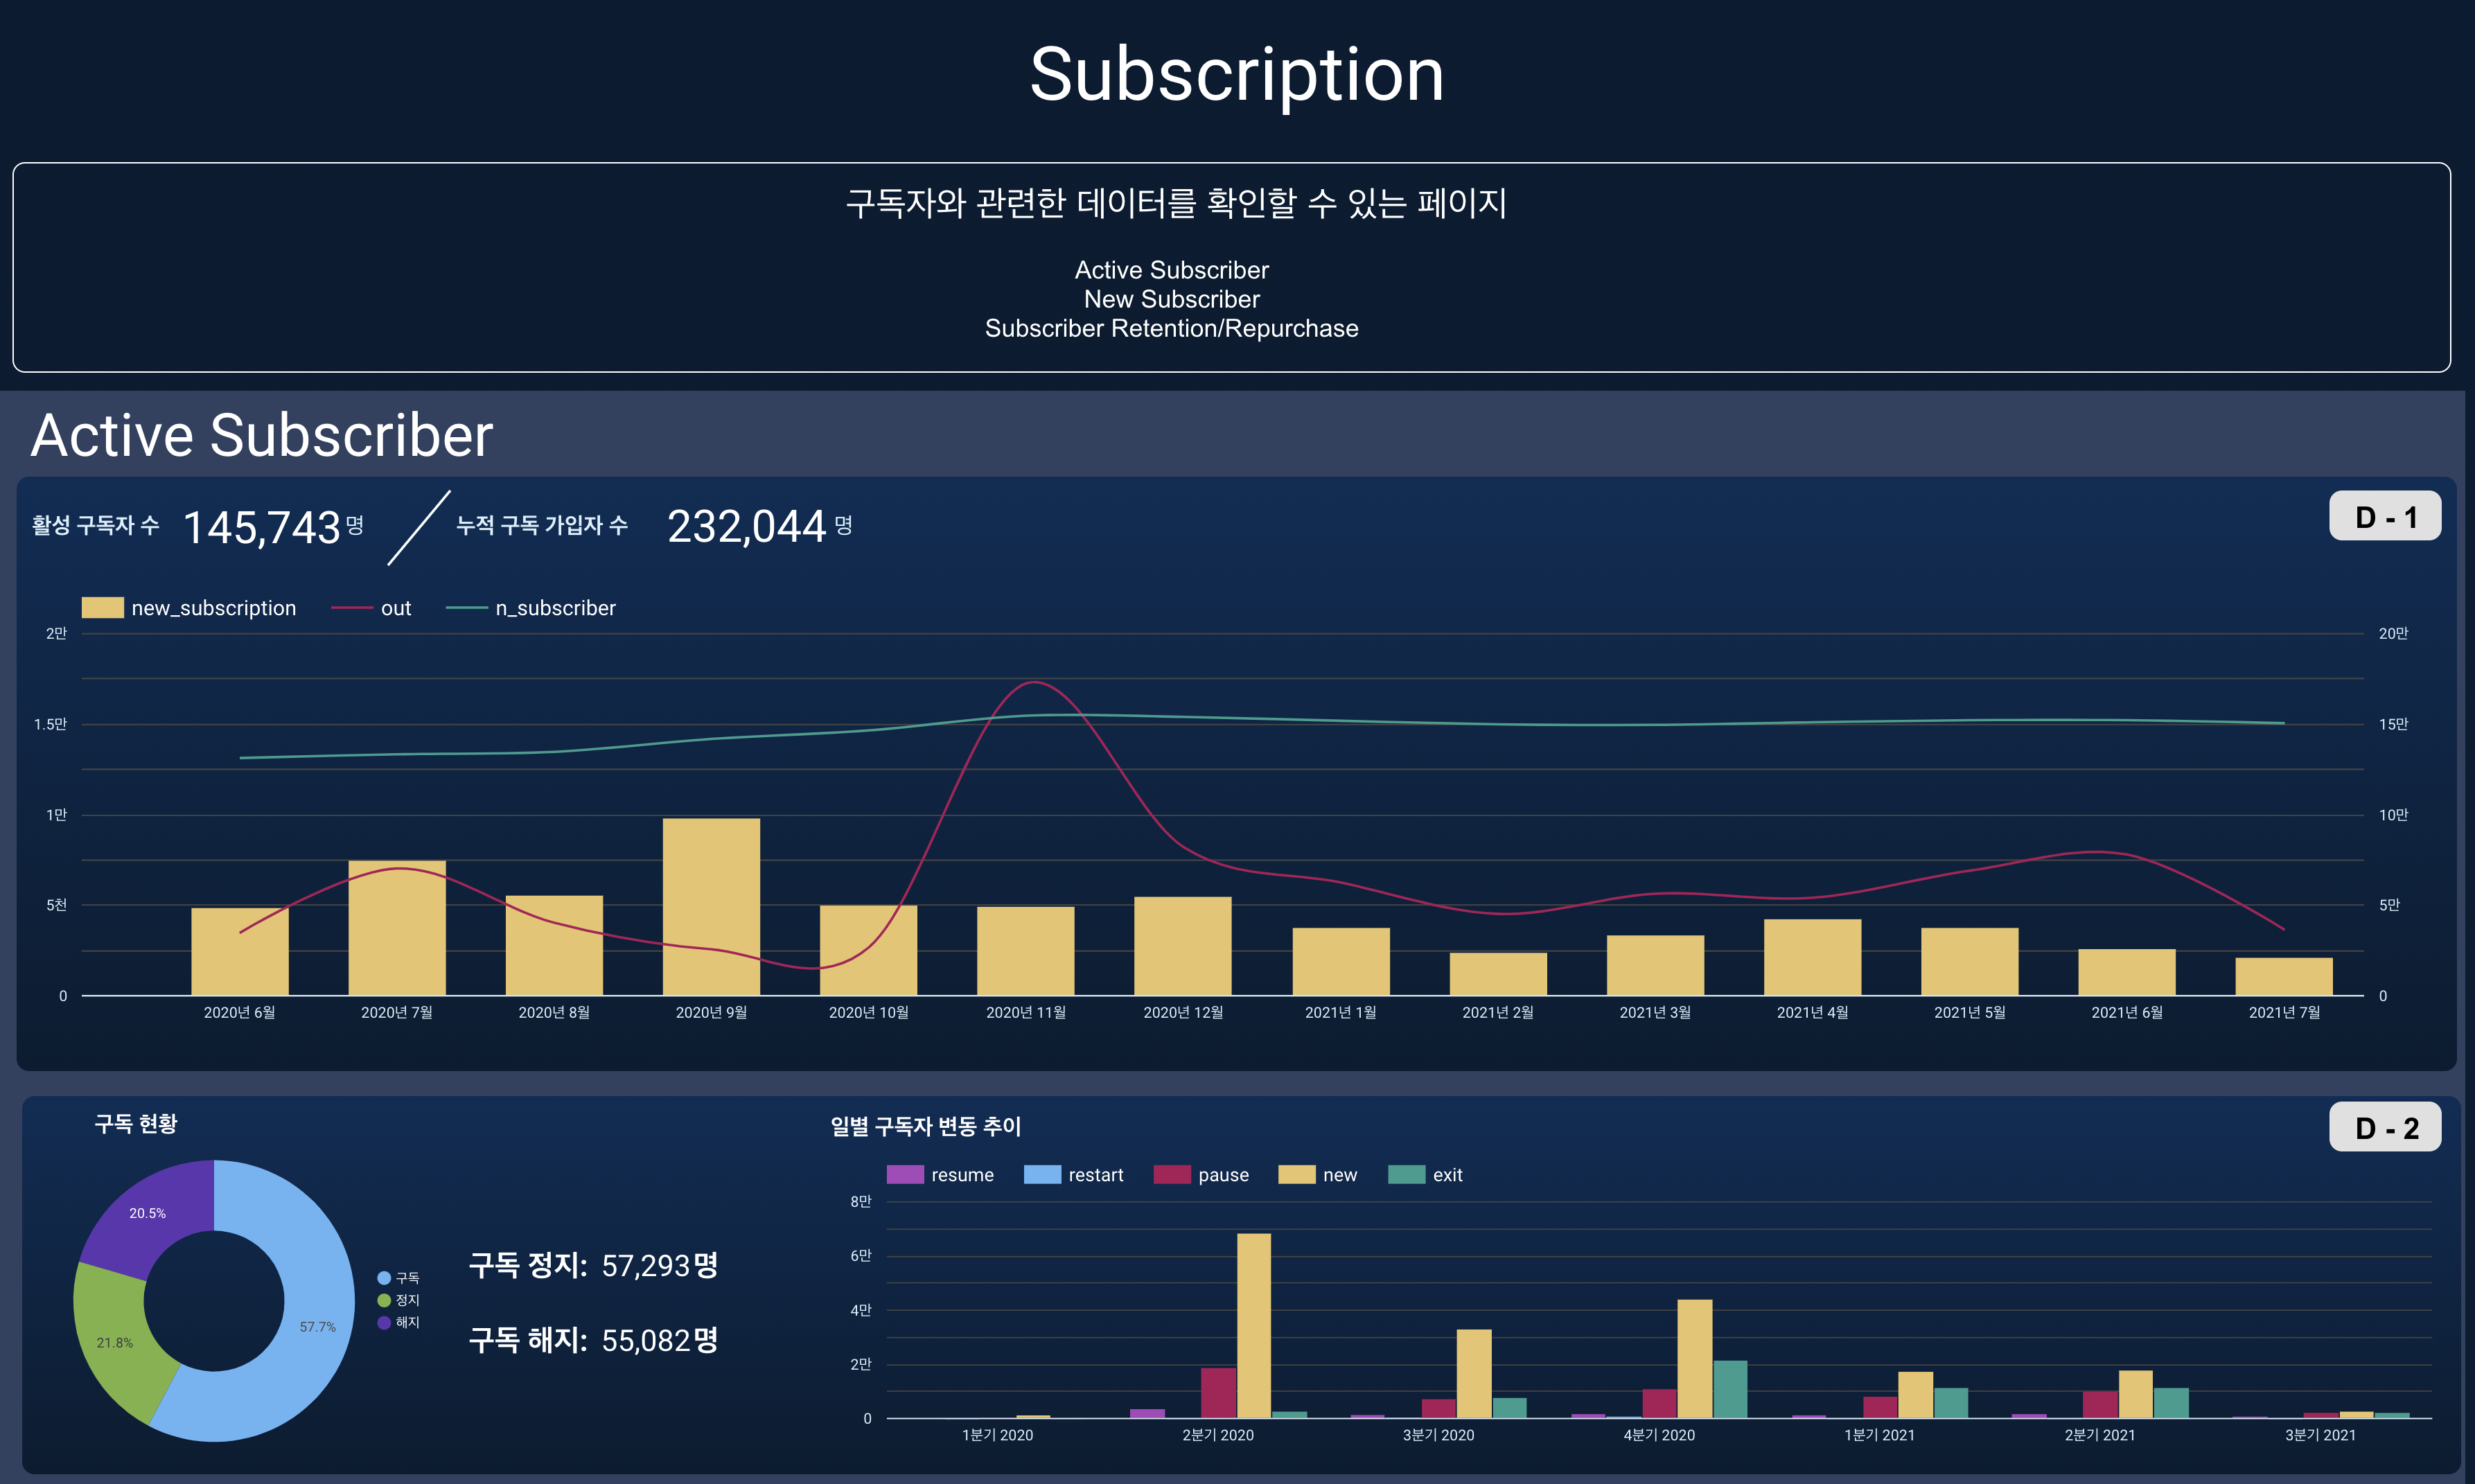 Subscription
구독자와 관련한 데이터를 확인할 수 있는 페이지
Active Subscriber
New Subscriber
Subscriber Retention/Repurchase
Active Subscriber
활성 구독자 수 145,743 명 / 누적 구독 가입자 수 232,044 명
D - 1
new_subscription out n_subscriber
2만 20만
1.5만 15만
1만 10만
5천 5만
0 0
2020년 6월 2020년 7월 2020년 8월 2020년 9월 2020년 10월 2020년 11월 2020년 12월 2021년 1월 2021년 2월 2021년 3월 2021년 4월 2021년 5월 2021년 6월 2021년 7월
구독 현황
20.5%
57.7%
21.8%
구독
정지
해지
구독 정지: 57,293명
구독 해지: 55,082명
일별 구독자 변동 추이
D - 2
resume restart pause new exit
8만
6만
4만
2만
0
1분기 2020 2분기 2020 3분기 2020 4분기 2020 1분기 2021 2분기 2021 3분기 2021